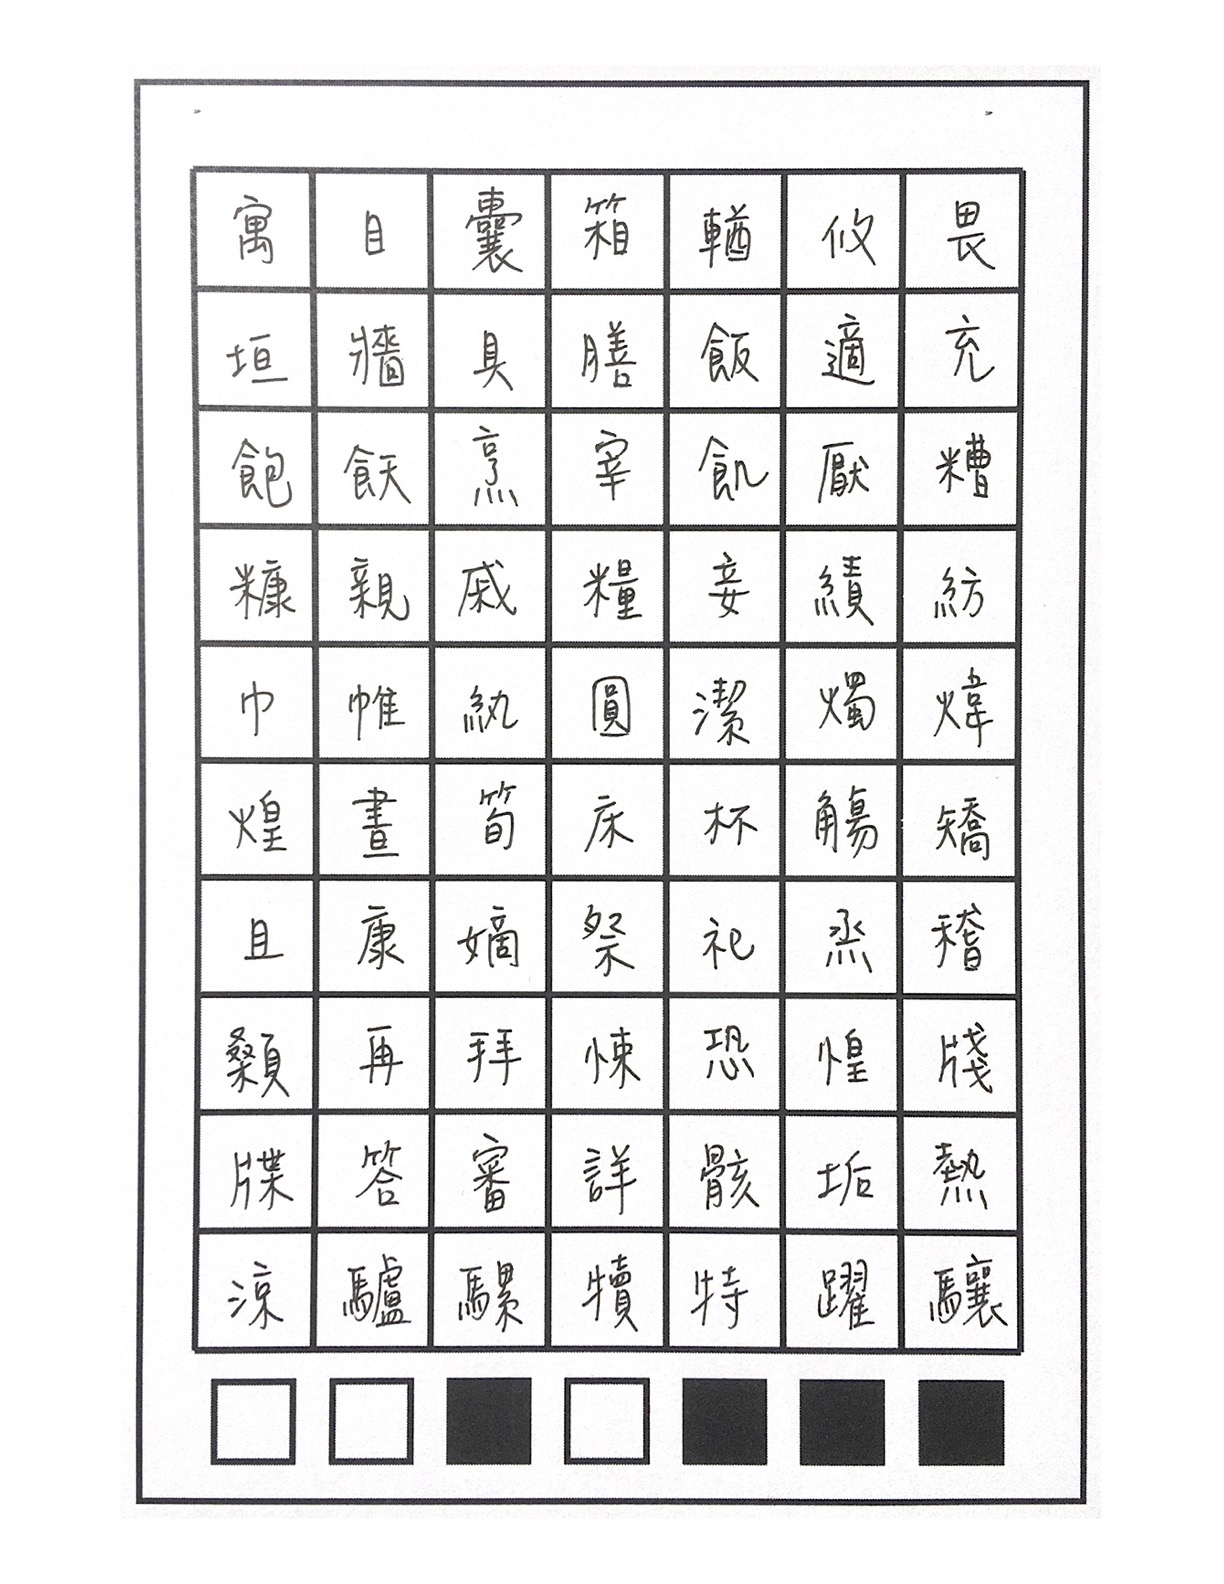 寓目囊箱輶攸畏
垣牆具膳飯適充
飽飫烹宰飢厭糟
糠親戚糧妾績紡
巾帷紈圓潔燭煒
煌晝筍床杯觴矯
且康嫡祭祀烝稽
顙再拜悚恐惶牋
牒答審詳骸垢熱
涼驢騾犢特躍驤